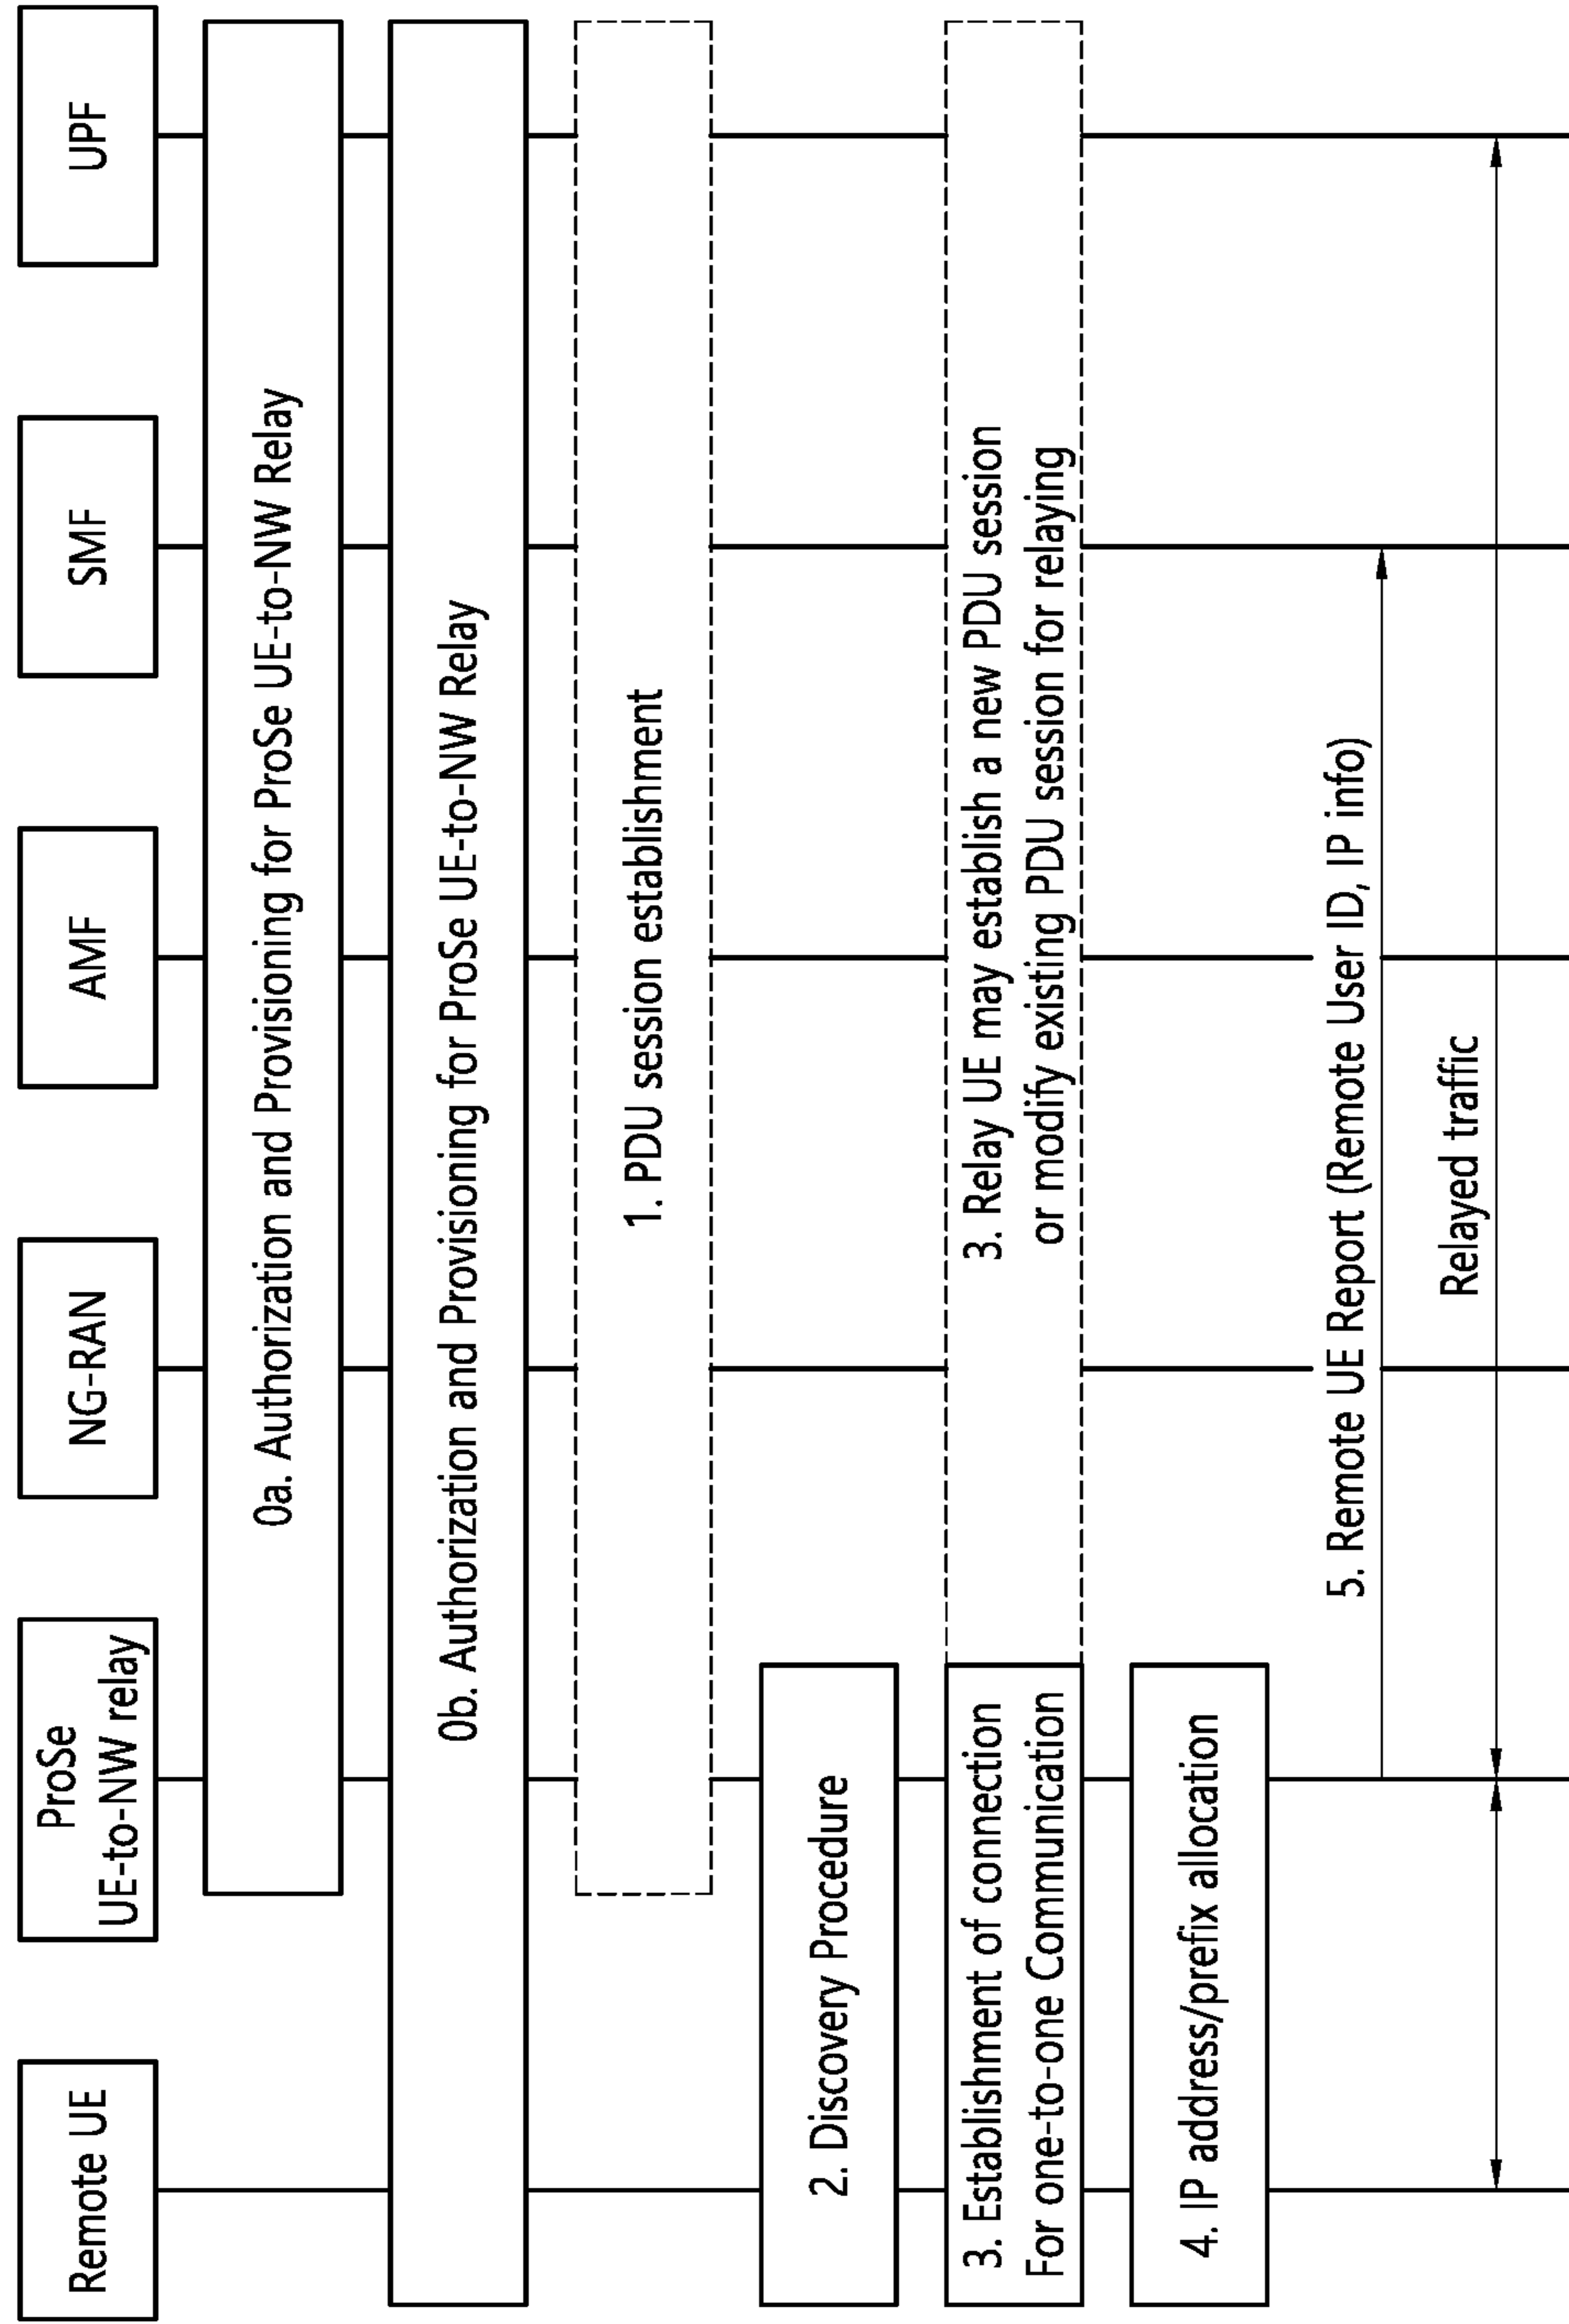 Remote UE
ProSe
UE-to-NW relay
NG-RAN
AMF
SMF
UPF
0a. Authorization and Provisioning for ProSe UE-to-NW Relay
0b. Authorization and Provisioning for ProSe UE-to-NW Relay
1. PDU session establishment
2. Discovery Procedure
3. Establishment of connection
For one-to-one Communication
3. Relay UE may establish a new PDU session
or modify existing PDU session for relaying
4. IP address/prefix allocation
5. Remote UE Report (Remote User ID, IP info)
Relayed traffic